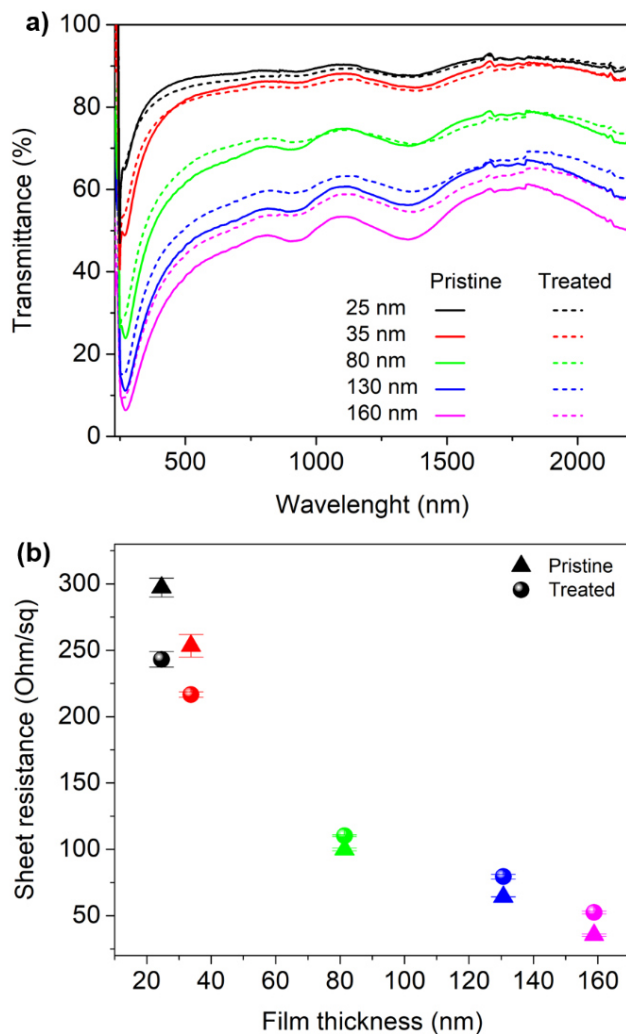 a)
100
80
60
40
20
0
Transmittance (%)
Pristine Treated
25 nm
35 nm
80 nm
130 nm
160 nm
500 1000 1500 2000
Wavelenght (nm)
(b)
300
250
200
150
100
50
Sheet resistance (Ohm/sq)
Pristine
Treated
20 40 60 80 100 120 140 160
Film thickness (nm)